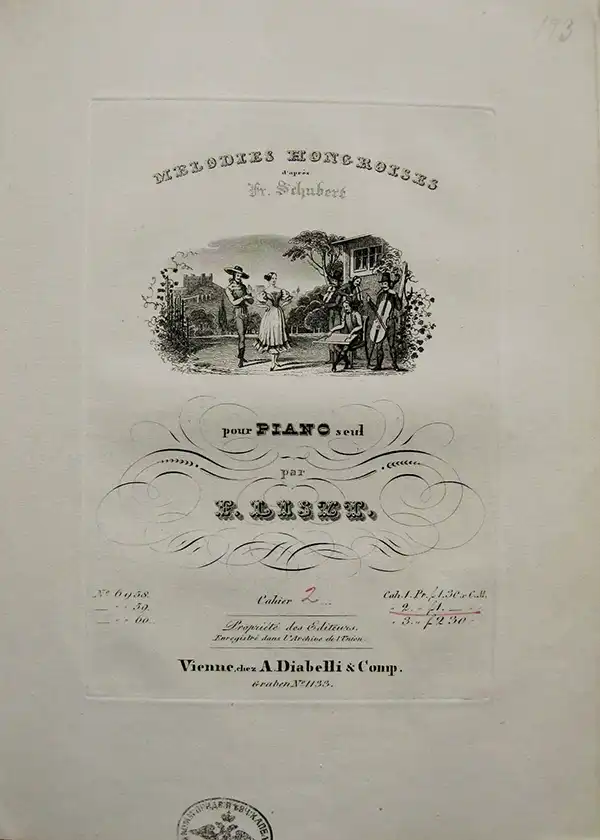 193
MELODIES HONGROISES
d'après
Fr. Schubert
pour PIANO seul
par
F. LISZT.
No. 6958.
— " " 59.
— " " 60.
Cahier 2
Cah. 1. Pr. f 1.30 x C.M.
" 2. " f 1. — "
" 3. " f 2.30 "
Propriété des Editeurs.
Enregistré dans l'Archive de l'Union.
Vienne, chez A. Diabelli & Comp.
Graben No. 1133.